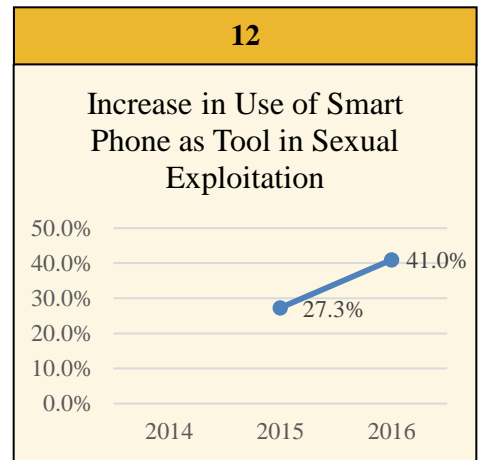 12
Increase in Use of Smart
Phone as Tool in Sexual
Exploitation
50.0%
40.0%
30.0%
20.0%
10.0%
0.0%
41.0%
27.3%
2014 2015 2016